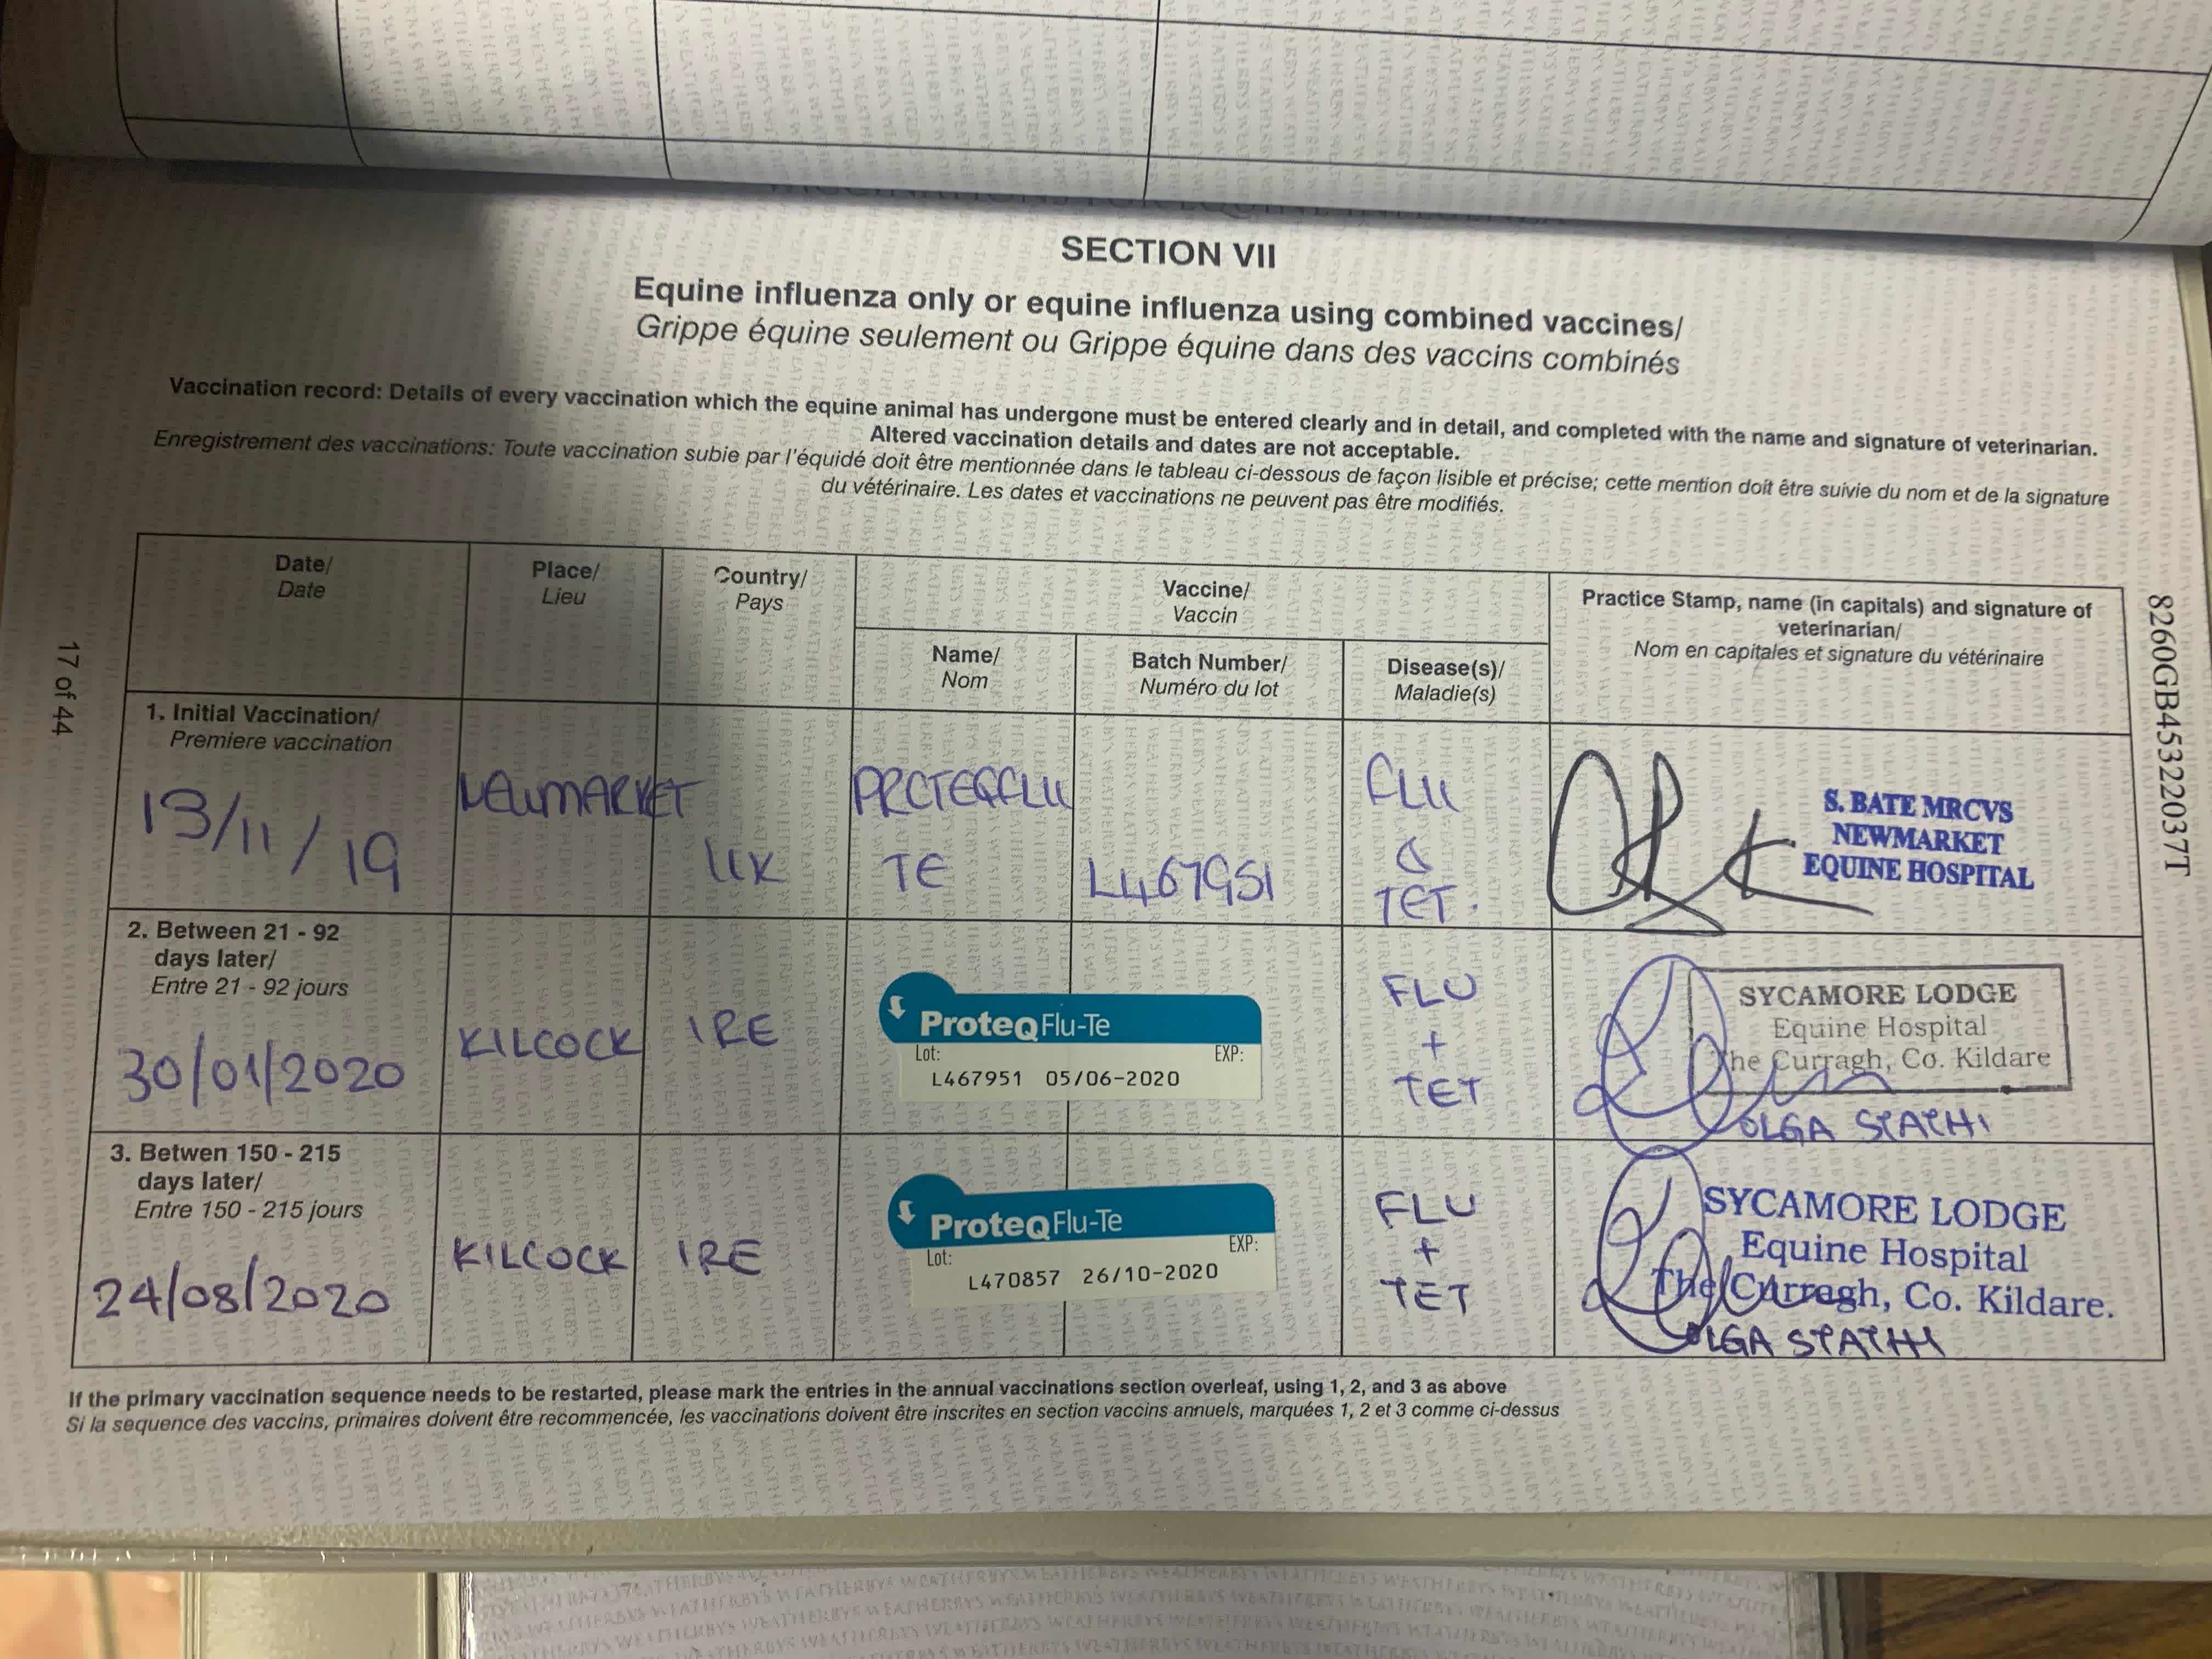 SECTION VII
Equine influenza only or equine influenza using combined vaccines/
Grippe équine seulement ou Grippe équine dans des vaccins combinés
Vaccination record: Details of every vaccination which the equine animal has undergone must be entered clearly and in detail, and completed with the name and signature of veterinarian.
Altered vaccination details and dates are not acceptable.
Enregistrement des vaccinations: Toute vaccination subie par l'équidé doit être mentionnée dans le tableau ci-dessous de façon lisible et précise; cette mention doit être suivie du nom et de la signature
du vétérinaire. Les dates et vaccinations ne peuvent pas être modifiés.
Date/
Date
Place/
Lieu
Country/
Pays
Vaccine/
Vaccin
Name/
Nom
Batch Number/
Numéro du lot
Disease(s)/
Maladie(s)
Practice Stamp, name (in capitals) and signature of
veterinarian/
Nom en capitales et signature du vétérinaire
1. Initial Vaccination/
Premiere vaccination
13/11/19
NEWMARKET
UK
PROTEQFLU
TE
L467951
FLU
&
TET.
S. BATE MRCVS
NEWMARKET
EQUINE HOSPITAL
2. Between 21 - 92
days later/
Entre 21 - 92 jours
30/01/2020
KILCOCK
IRE
ProteqFlu-Te
Lot: EXP:
L467951 05/06-2020
FLU
+
TET
SYCAMORE LODGE
Equine Hospital
The Curragh, Co. Kildare
OLGA STATHI
3. Betwen 150 - 215
days later/
Entre 150 - 215 jours
24/08/2020
KILCOCK
IRE
ProteqFlu-Te
Lot: EXP:
L470857 26/10-2020
FLU
+
TET
SYCAMORE LODGE
Equine Hospital
The Curragh, Co. Kildare.
OLGA STATHI
If the primary vaccination sequence needs to be restarted, please mark the entries in the annual vaccinations section overleaf, using 1, 2, and 3 as above
Si la sequence des vaccins, primaires doivent être recommencée, les vaccinations doivent être inscrites en section vaccins annuels, marquées 1, 2 et 3 comme ci-dessus
17 of 44
8260GB45322037T
WEATHERBYS